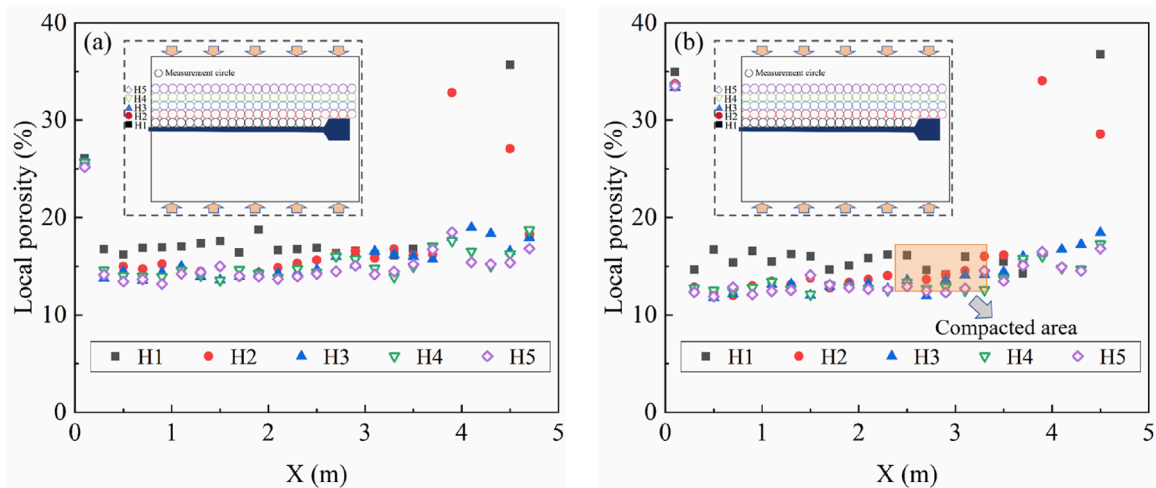 (a)
Measurement circle
H5
H4
H3
H2
H1
Local porosity (%)
40
30
20
10
0
H1 H2 H3 H4 H5
0 1 2 3 4 5
X (m)
(b)
Measurement circle
H5
H4
H3
H2
H1
Local porosity (%)
40
30
20
10
0
Compacted area
H1 H2 H3 H4 H5
0 1 2 3 4 5
X (m)